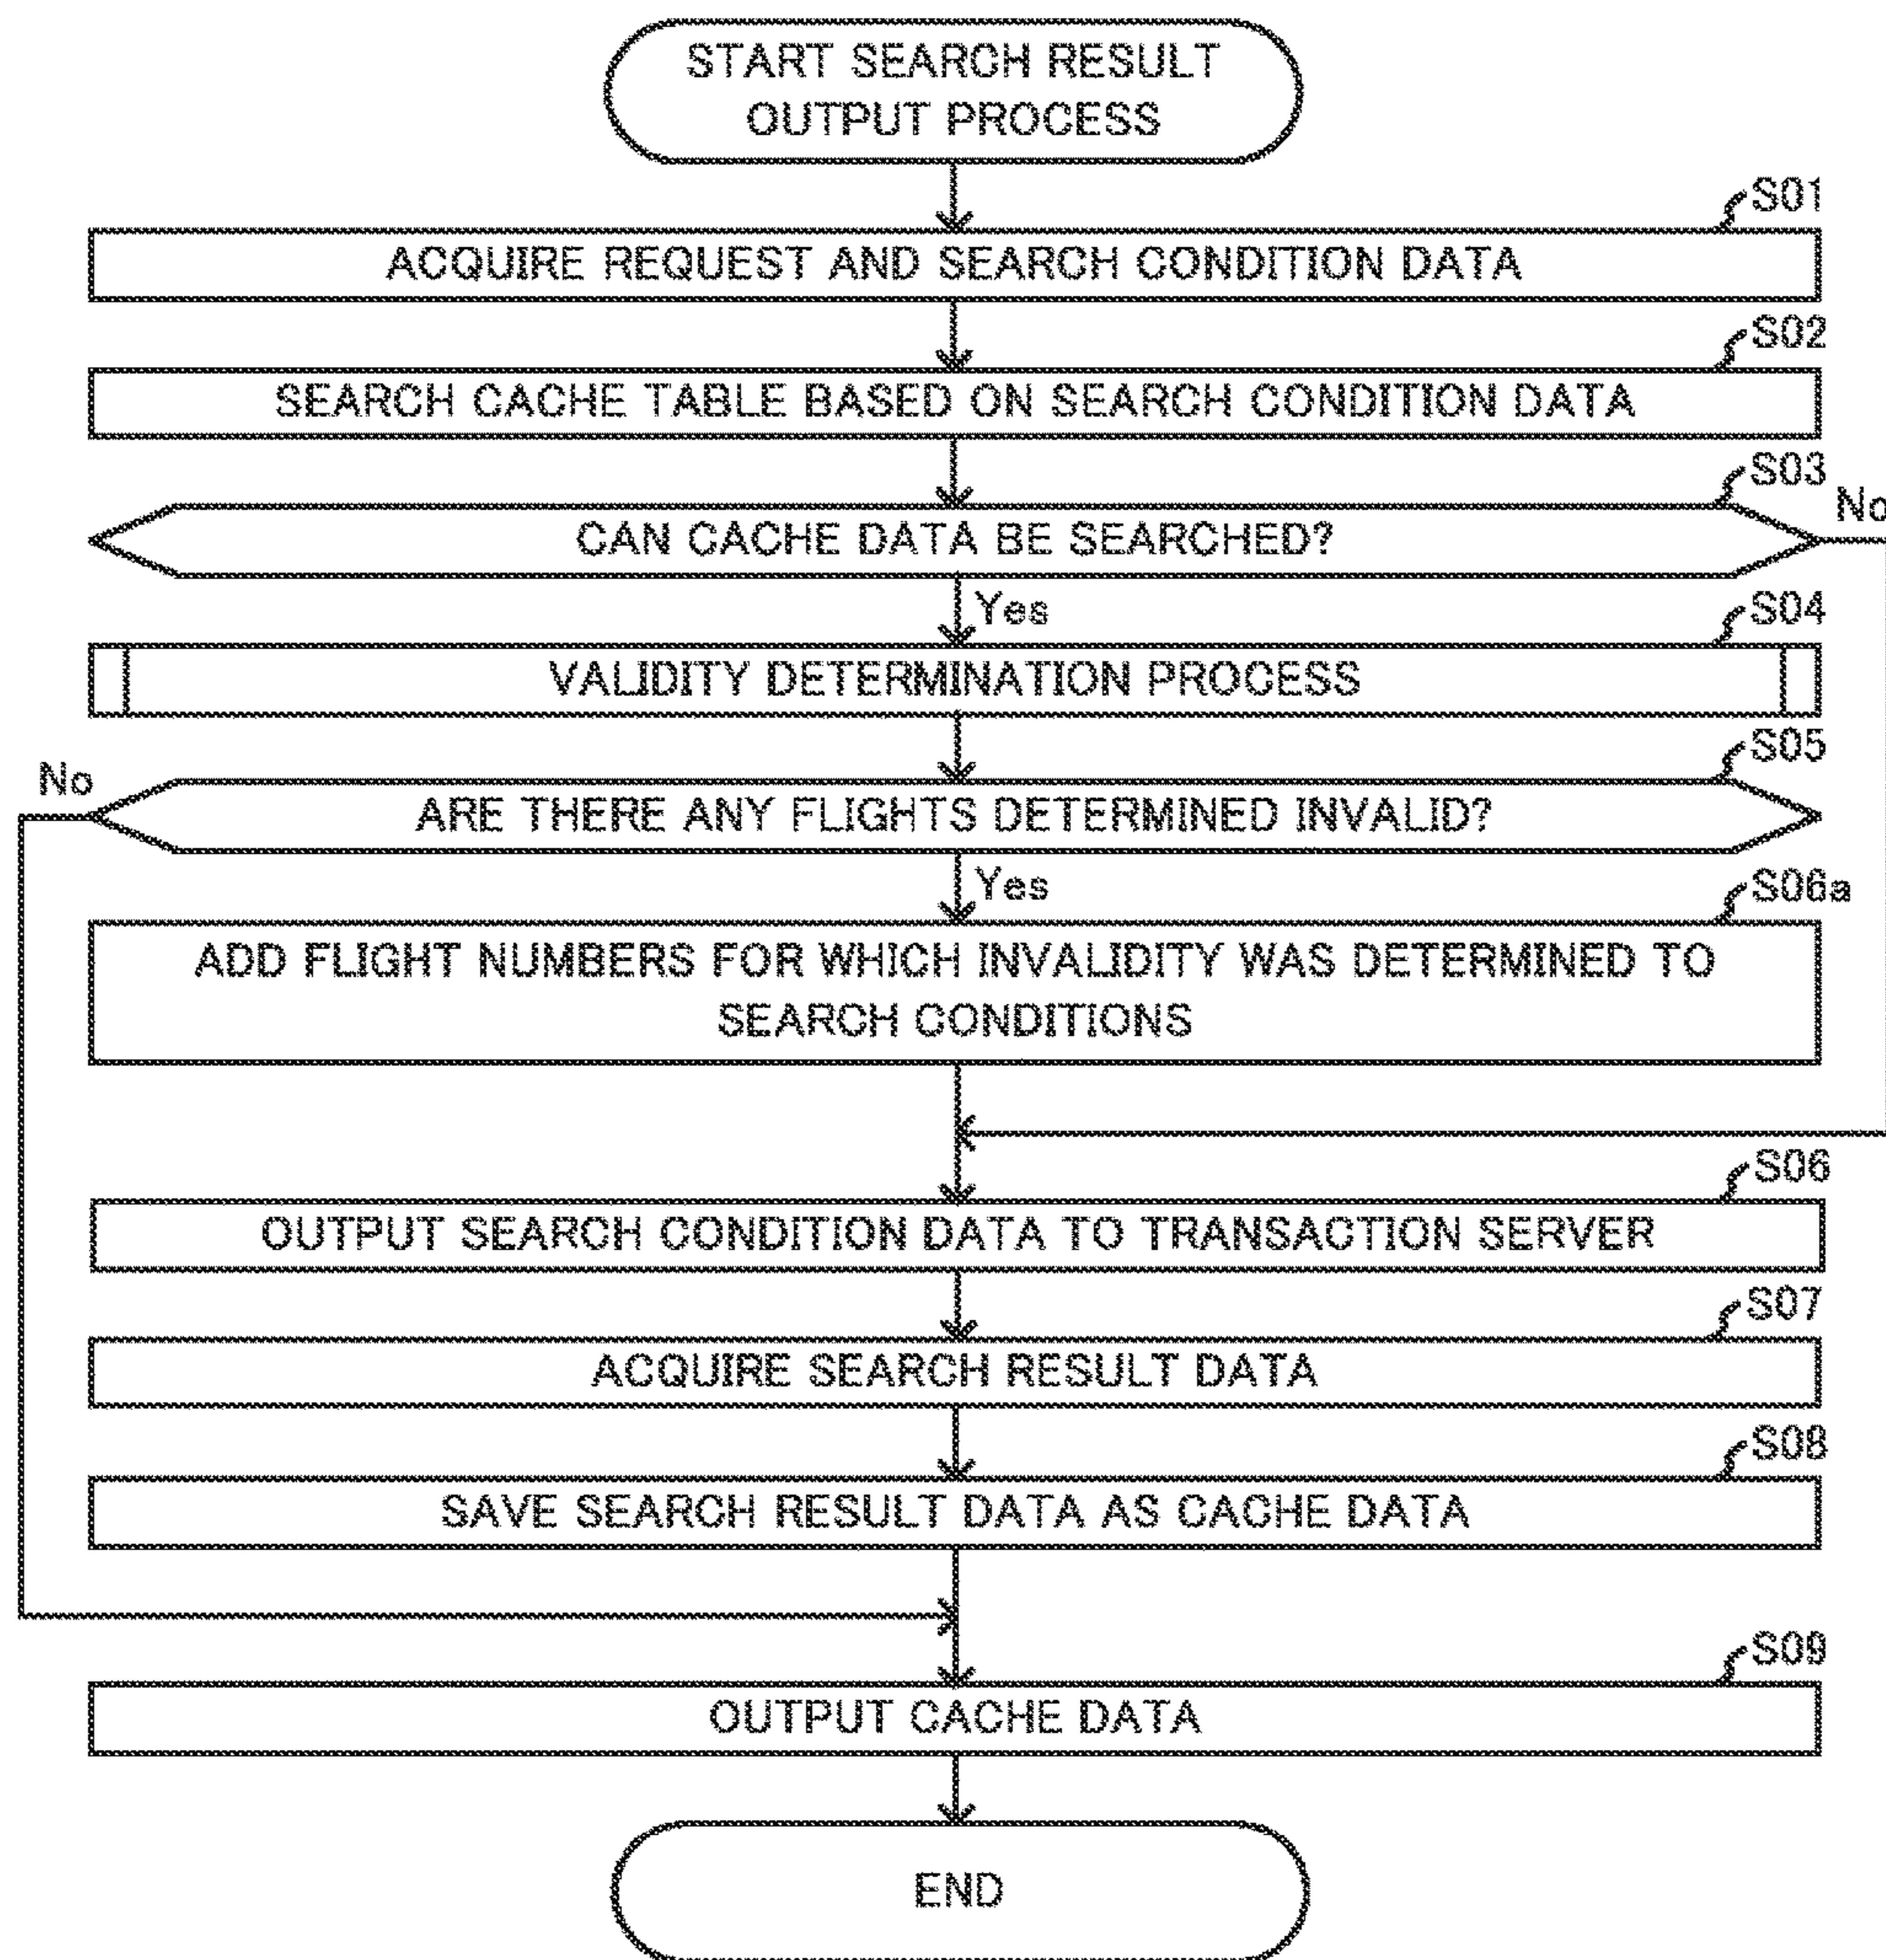 START SEARCH RESULT
OUTPUT PROCESS
S01
ACQUIRE REQUEST AND SEARCH CONDITION DATA
S02
SEARCH CACHE TABLE BASED ON SEARCH CONDITION DATA
S03
No
CAN CACHE DATA BE SEARCHED?
Yes
S04
VALIDITY DETERMINATION PROCESS
S05
No
ARE THERE ANY FLIGHTS DETERMINED INVALID?
Yes
S06a
ADD FLIGHT NUMBERS FOR WHICH INVALIDITY WAS DETERMINED TO
SEARCH CONDITIONS
S06
OUTPUT SEARCH CONDITION DATA TO TRANSACTION SERVER
S07
ACQUIRE SEARCH RESULT DATA
S08
SAVE SEARCH RESULT DATA AS CACHE DATA
S09
OUTPUT CACHE DATA
END